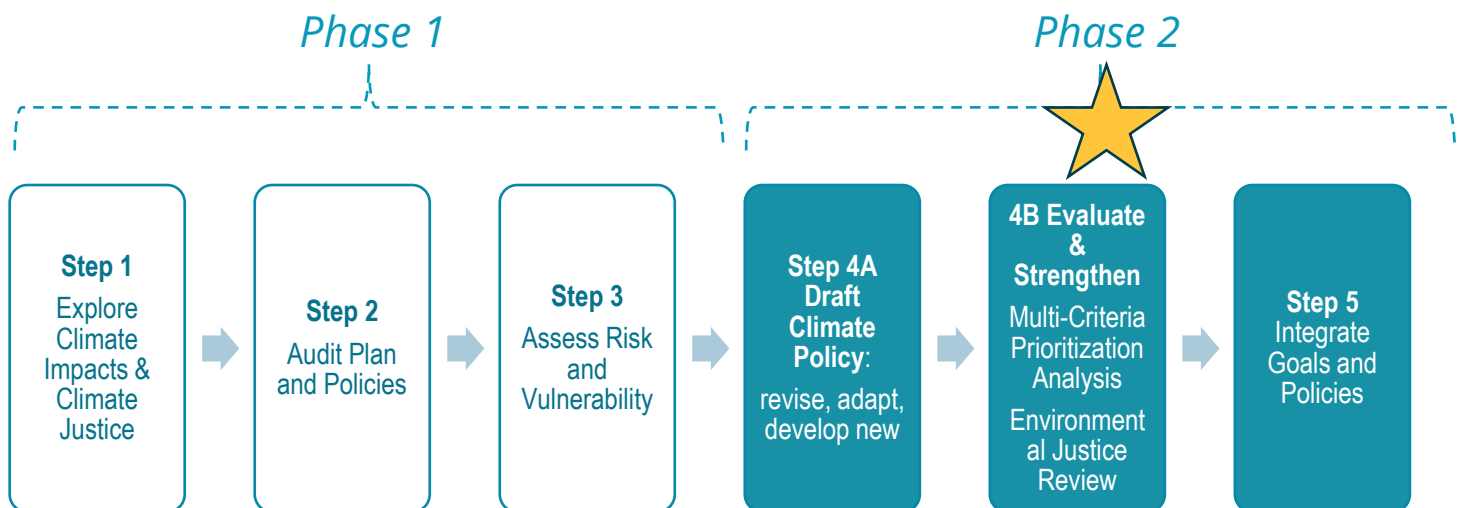 Phase 1
Phase 2
Step 1
Explore
Climate
Impacts &
Climate
Justice
Step 2
Audit Plan
and Policies
Step 3
Assess Risk
and
Vulnerability
Step 4A
Draft
Climate
Policy:
revise, adapt,
develop new
4B Evaluate
&
Strengthen
Multi-Criteria
Prioritization
Analysis
Environment
al Justice
Review
Step 5
Integrate
Goals and
Policies